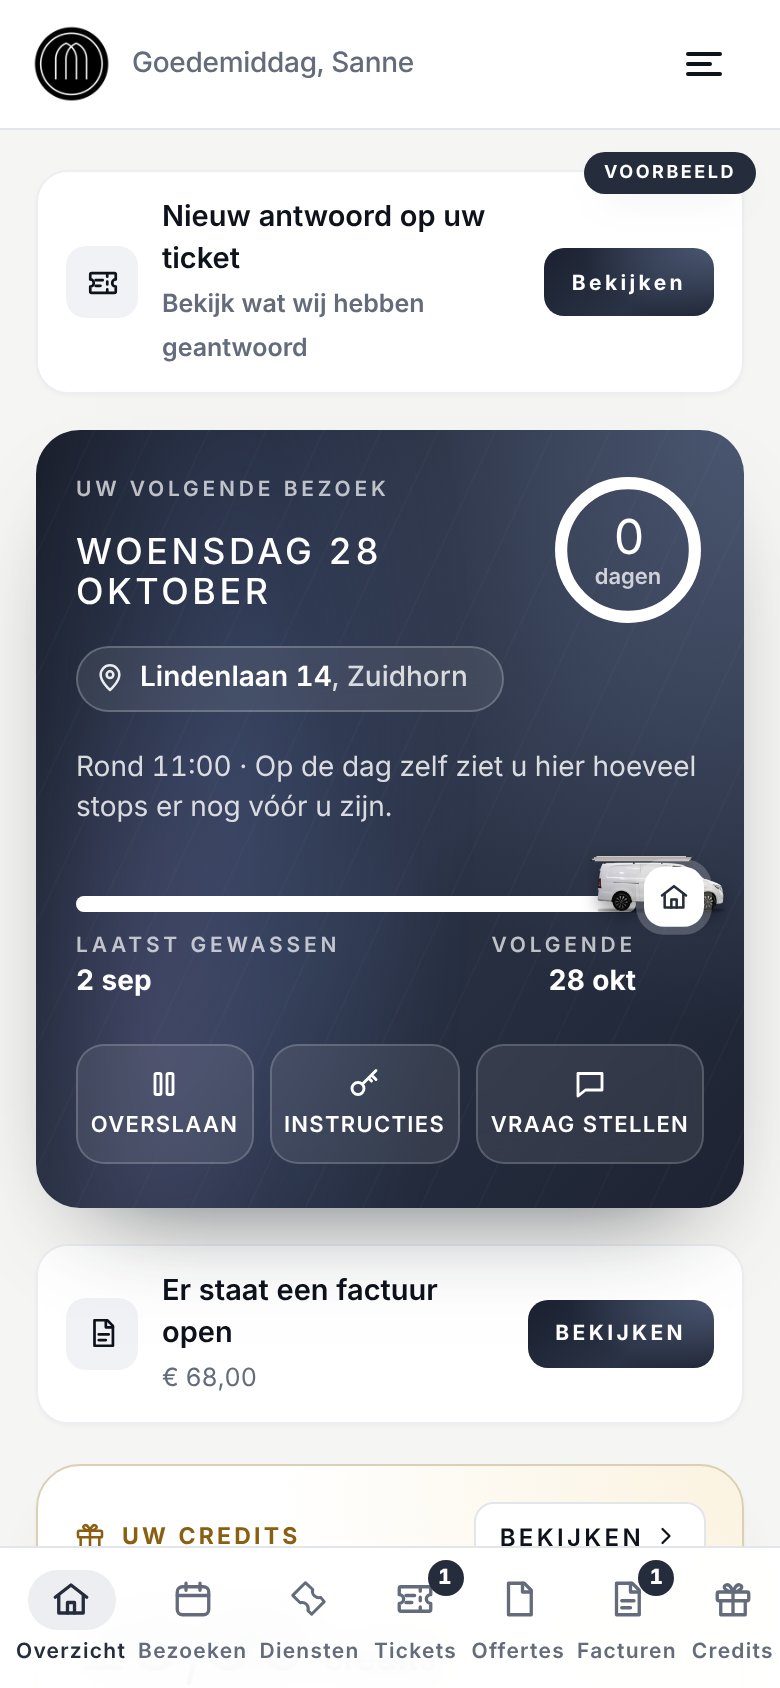 Goedemiddag, Sanne
VOORBEELD
Nieuw antwoord op uw
ticket
Bekijk wat wij hebben
geantwoord
Bekijken
UW VOLGENDE BEZOEK
WOENSDAG 28
OKTOBER
0
dagen
Lindenlaan 14, Zuidhorn
Rond 11:00 · Op de dag zelf ziet u hier hoeveel
stops er nog vóór u zijn.
LAATST GEWASSEN
2 sep
VOLGENDE
28 okt
OVERSLAAN
INSTRUCTIES
VRAAG STELLEN
Er staat een factuur
open
€ 68,00
BEKIJKEN
UW CREDITS
BEKIJKEN
1
1
Overzicht Bezoeken Diensten Tickets Offertes Facturen Credits